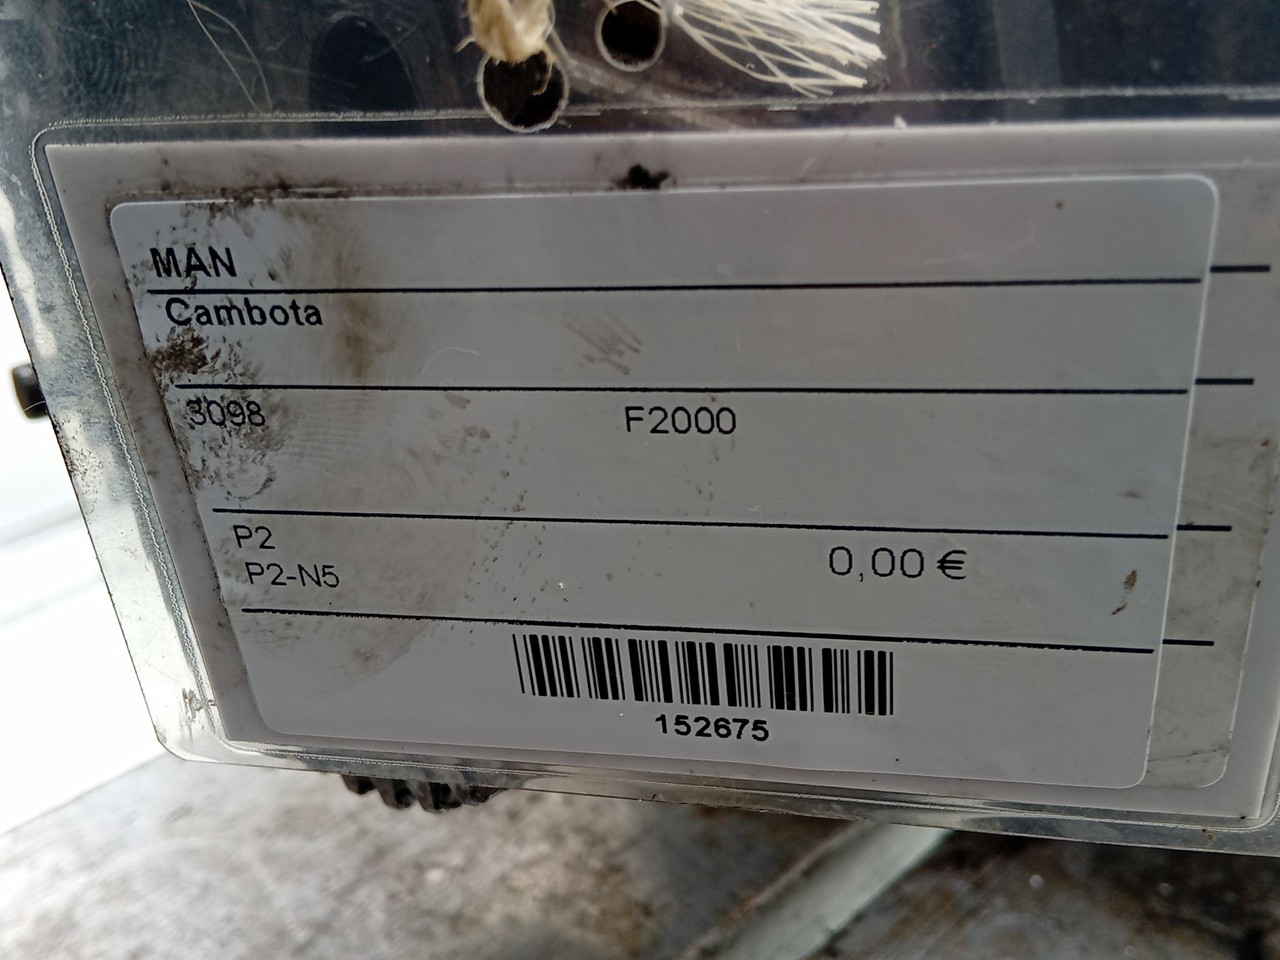 MAN
Cambota
3098 F2000
P2
P2-N5 0,00 €
152675